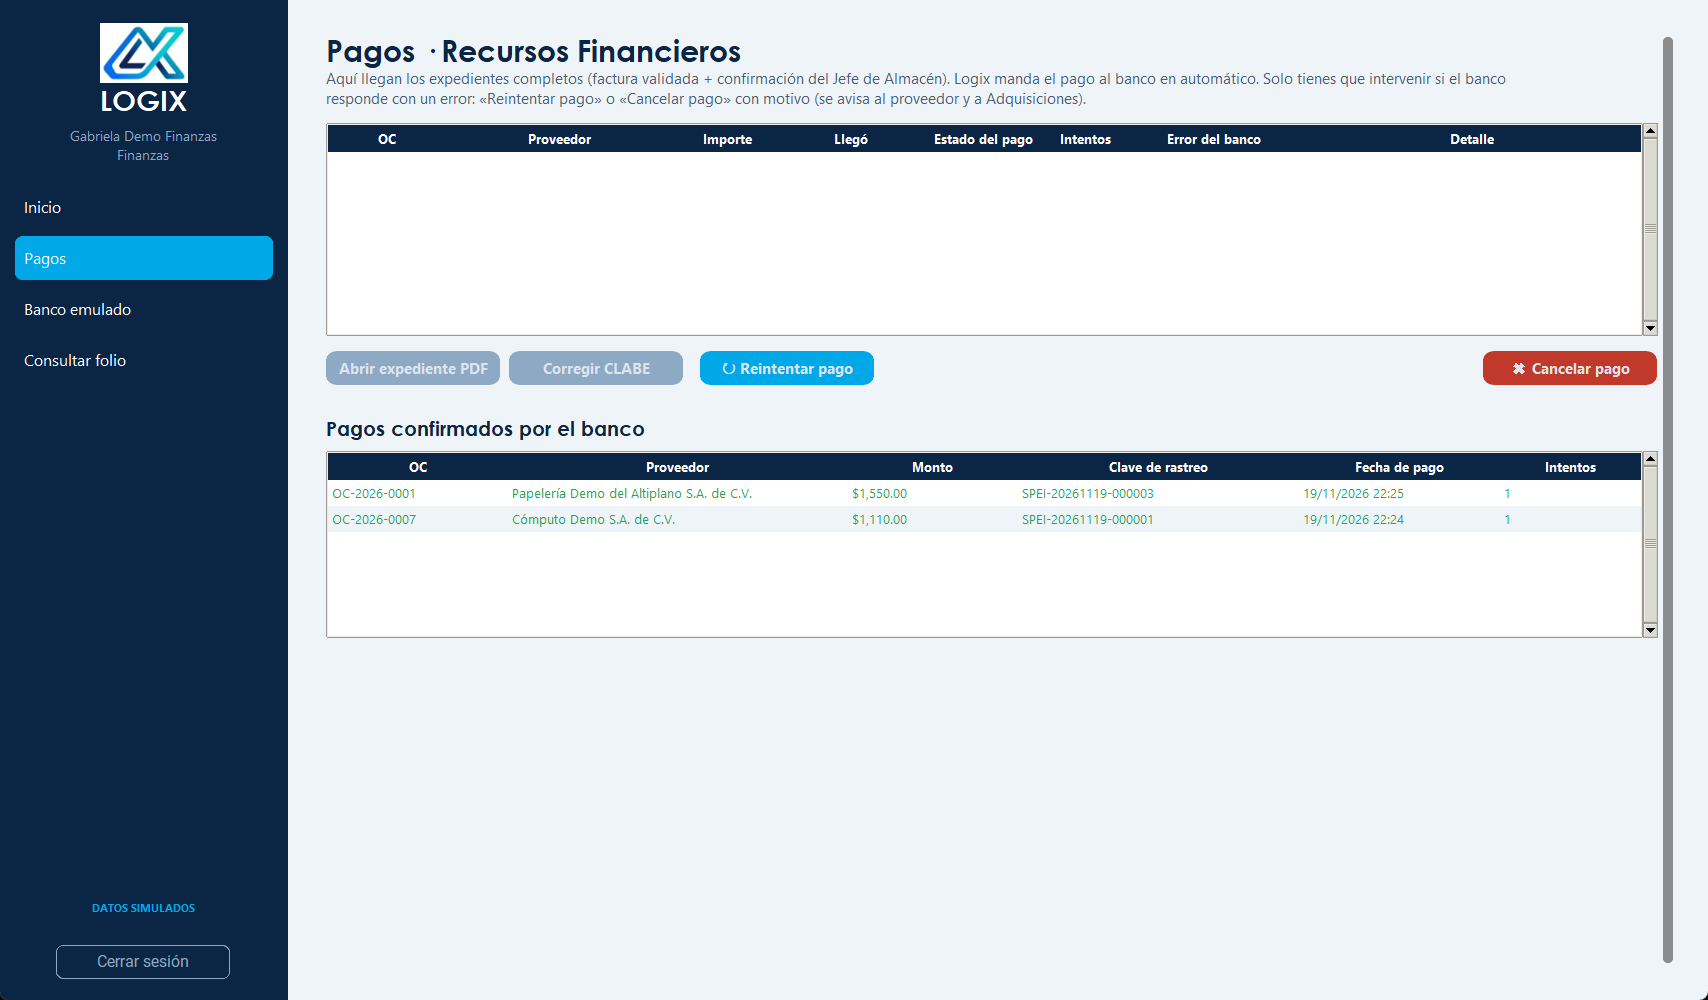 LOGIX
Gabriela Demo Finanzas
Finanzas
Inicio
Pagos
Banco emulado
Consultar folio
DATOS SIMULADOS
Cerrar sesión
Pagos · Recursos Financieros
Aquí llegan los expedientes completos (factura validada + confirmación del Jefe de Almacén). Logix manda el pago al banco en automático. Solo tienes que intervenir si el banco
responde con un error: «Reintentar pago» o «Cancelar pago» con motivo (se avisa al proveedor y a Adquisiciones).
OC Proveedor Importe Llegó Estado del pago Intentos Error del banco Detalle
Abrir expediente PDF Corregir CLABE ↻ Reintentar pago ✖ Cancelar pago
Pagos confirmados por el banco
OC Proveedor Monto Clave de rastreo Fecha de pago Intentos
OC-2026-0001 Papelería Demo del Altiplano S.A. de C.V. $1,550.00 SPEI-20261119-000003 19/11/2026 22:25 1
OC-2026-0007 Cómputo Demo S.A. de C.V. $1,110.00 SPEI-20261119-000001 19/11/2026 22:24 1